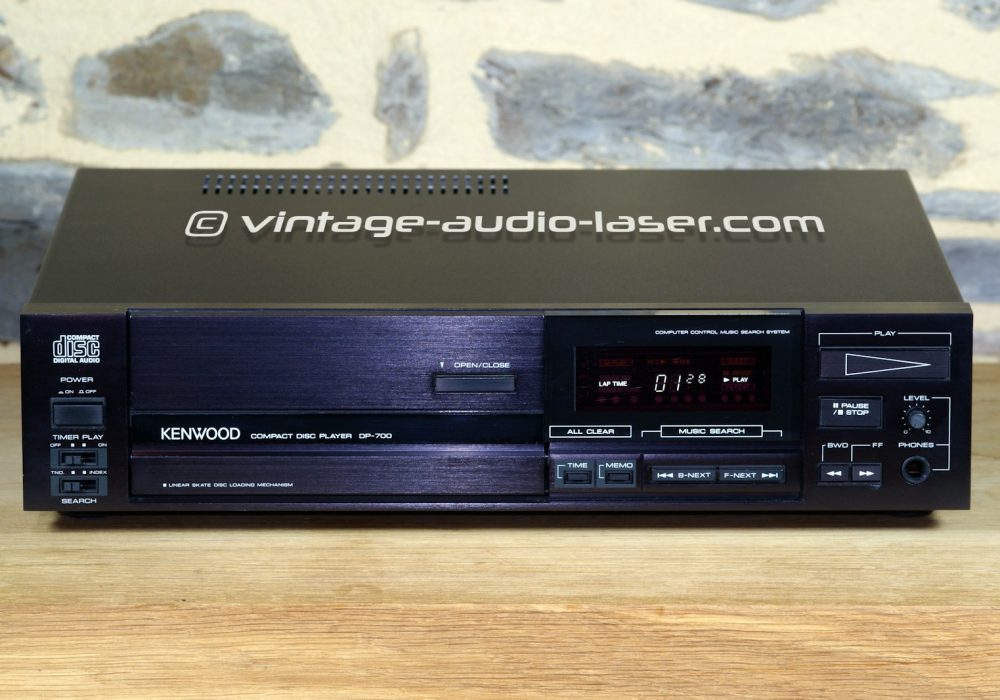 © vintage-audio-laser.com
COMPACT
disc
DIGITAL AUDIO
POWER
ON OFF
TIMER PLAY
OFF ON
TNO. INDEX
SEARCH
OPEN/CLOSE
KENWOOD COMPACT DISC PLAYER DP-700
LINEAR SKATE DISC LOADING MECHANISM
COMPUTER CONTROL MUSIC SEARCH SYSTEM
LAP TIME 01 28 PLAY
ALL CLEAR MUSIC SEARCH
TIME MEMO B-NEXT F-NEXT
PLAY
PAUSE
/ STOP
LEVEL
0 10
BWD FF PHONES